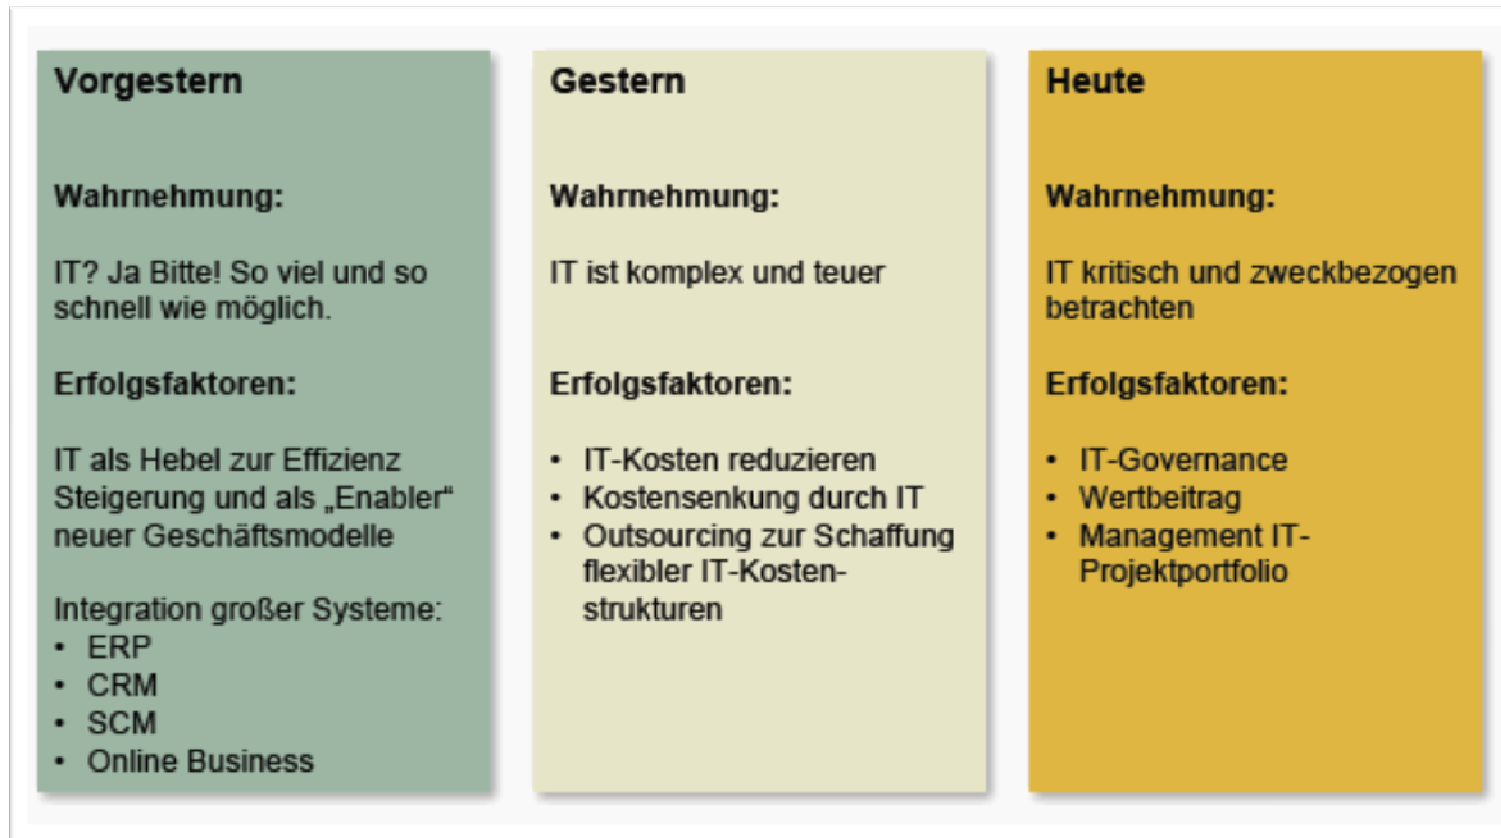 Vorgestern
Wahrnehmung:
IT? Ja Bitte! So viel und so
schnell wie möglich.
Erfolgsfaktoren:
IT als Hebel zur Effizienz
Steigerung und als „Enabler“
neuer Geschäftsmodelle
Integration großer Systeme:
• ERP
• CRM
• SCM
• Online Business
Gestern
Wahrnehmung:
IT ist komplex und teuer
Erfolgsfaktoren:
• IT-Kosten reduzieren
• Kostensenkung durch IT
• Outsourcing zur Schaffung
flexibler IT-Kosten-
strukturen
Heute
Wahrnehmung:
IT kritisch und zweckbezogen
betrachten
Erfolgsfaktoren:
• IT-Governance
• Wertbeitrag
• Management IT-
Projektportfolio